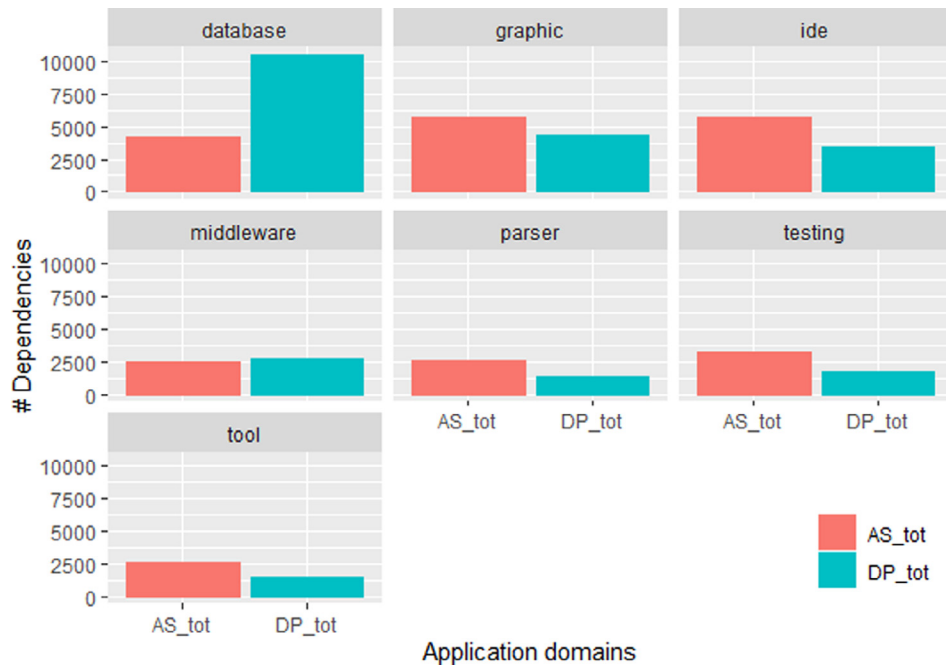 database graphic ide
10000
7500
5000
2500
0
middleware parser testing
10000
7500
5000
2500
0
AS_tot DP_tot AS_tot DP_tot
tool
10000
7500
5000
2500
0
AS_tot DP_tot
# Dependencies
AS_tot
DP_tot
Application domains